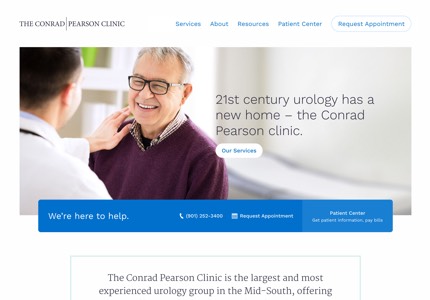 THE CONRAD PEARSON CLINIC
Services About Resources Patient Center Request Appointment
21st century urology has a
new home – the Conrad
Pearson clinic.
Our Services
We're here to help.
(901) 252-3400
Request Appointment
Patient Center
Get patient information, pay bills
The Conrad Pearson Clinic is the largest and most
experienced urology group in the Mid-South, offering